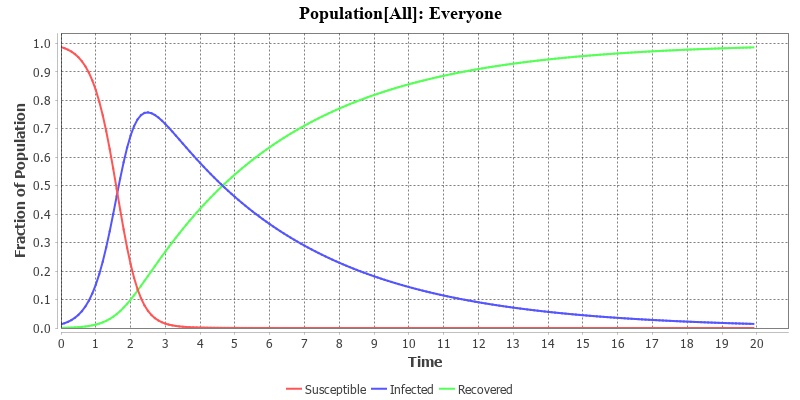 Population[All]: Everyone
1.0
0.9
0.8
0.7
0.6
0.5
0.4
0.3
0.2
0.1
0.0
Fraction of Population
0 1 2 3 4 5 6 7 8 9 10 11 12 13 14 15 16 17 18 19 20
Time
Susceptible Infected Recovered